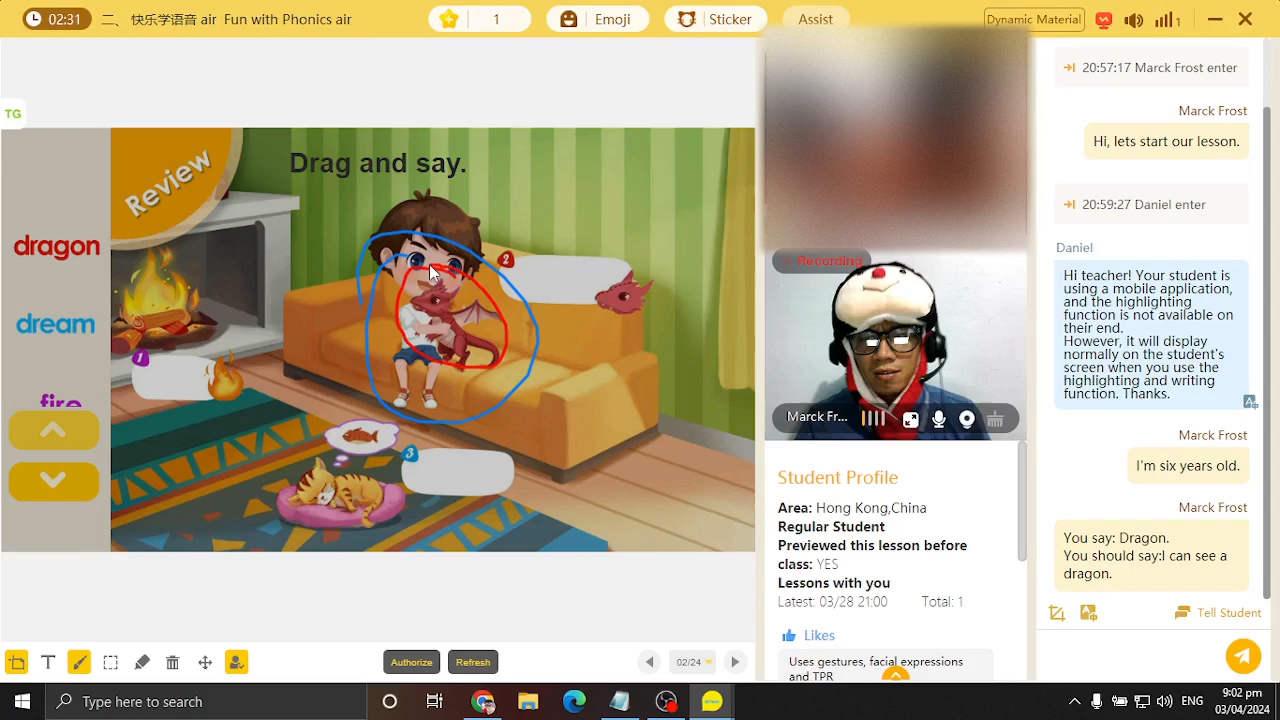 02:31 二、 快乐学语音 air Fun with Phonics air
1
Emoji
Sticker
Assist
Dynamic Material
1
TG
Review
Drag and say.
dragon
dream
fire
1
2
3
Recording
Marck Fr...
Student Profile
Area: Hong Kong,China
Regular Student
Previewed this lesson before
class: YES
Lessons with you
Latest: 03/28 21:00 Total: 1
Likes
Uses gestures, facial expressions
and TPR
20:57:17 Marck Frost enter
Marck Frost
Hi, lets start our lesson.
20:59:27 Daniel enter
Daniel
Hi teacher! Your student is
using a mobile application,
and the highlighting
function is not available on
their end.
However, it will display
normally on the student's
screen when you use the
highlighting and writing
function. Thanks.
Marck Frost
I'm six years old.
Marck Frost
You say: Dragon.
You should say:I can see a
dragon.
Tell Student
T
Authorize
Refresh
02/24
Type here to search
ENG
9:02 pm
03/04/2024